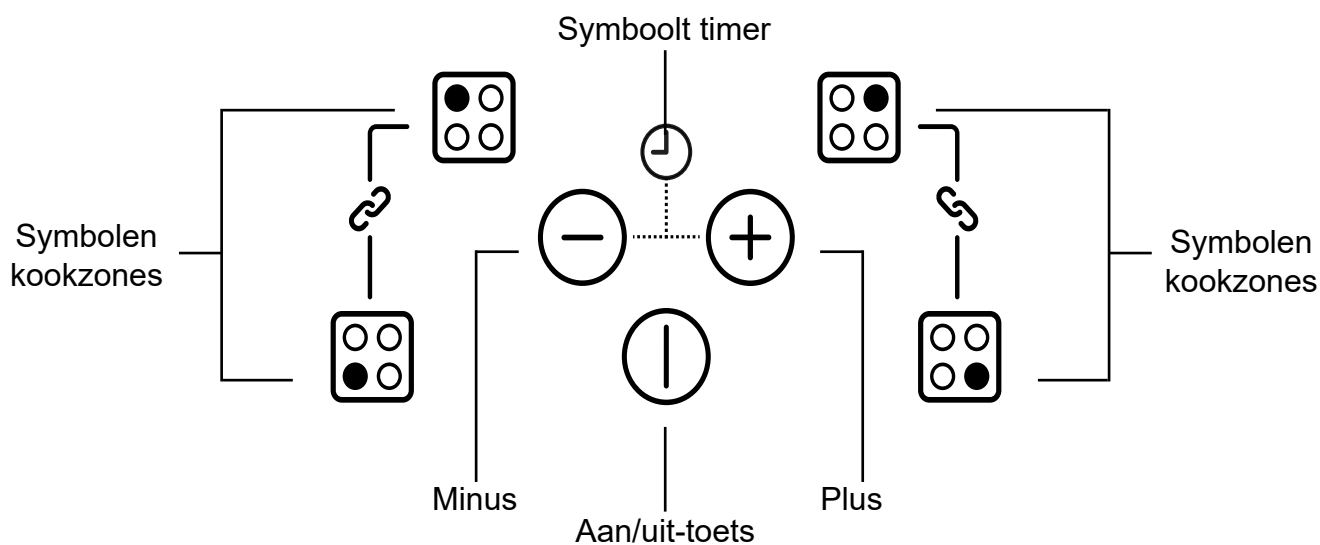 Symboolt timer
Symbolen
kookzones
Symbolen
kookzones
Minus
Plus
Aan/uit-toets